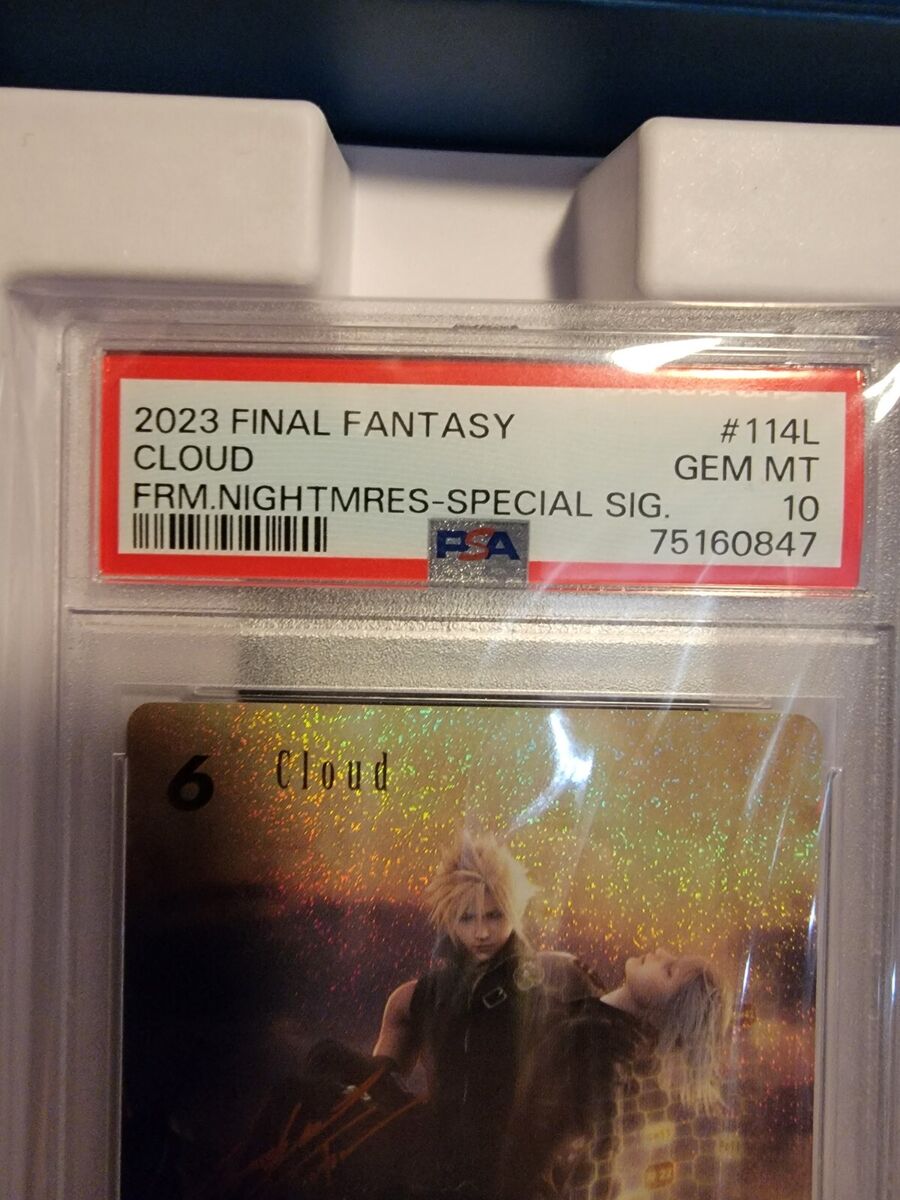 2023 FINAL FANTASY #114L
CLOUD GEM MT
FRM.NIGHTMRES-SPECIAL SIG. 10
PSA 75160847
6 Cloud